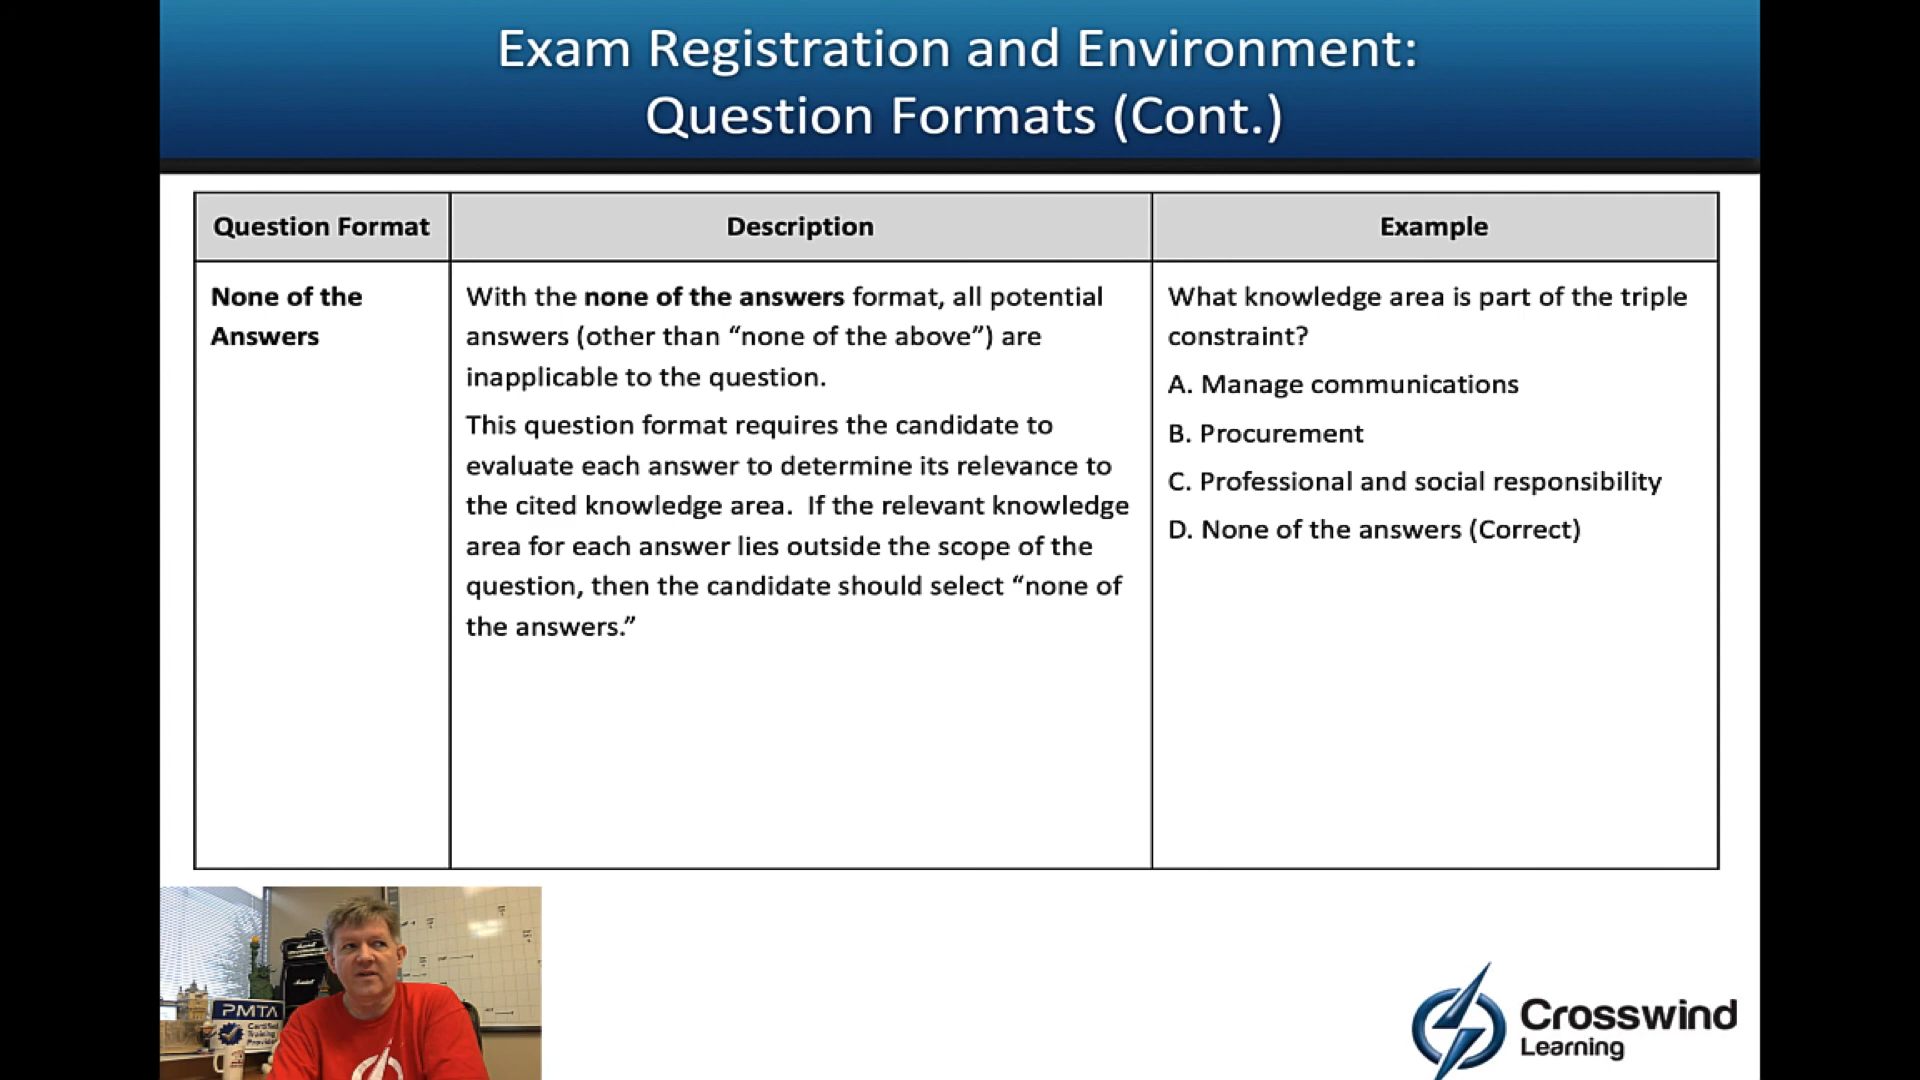 Exam Registration and Environment:
Question Formats (Cont.)
Question Format
Description
Example
None of the
Answers
With the none of the answers format, all potential
answers (other than “none of the above”) are
inapplicable to the question.
This question format requires the candidate to
evaluate each answer to determine its relevance to
the cited knowledge area.  If the relevant knowledge
area for each answer lies outside the scope of the
question, then the candidate should select “none of
the answers.”
What knowledge area is part of the triple
constraint?
A. Manage communications
B. Procurement
C. Professional and social responsibility
D. None of the answers (Correct)
PMTA
Certified
Training
Provider
Crosswind
Learning